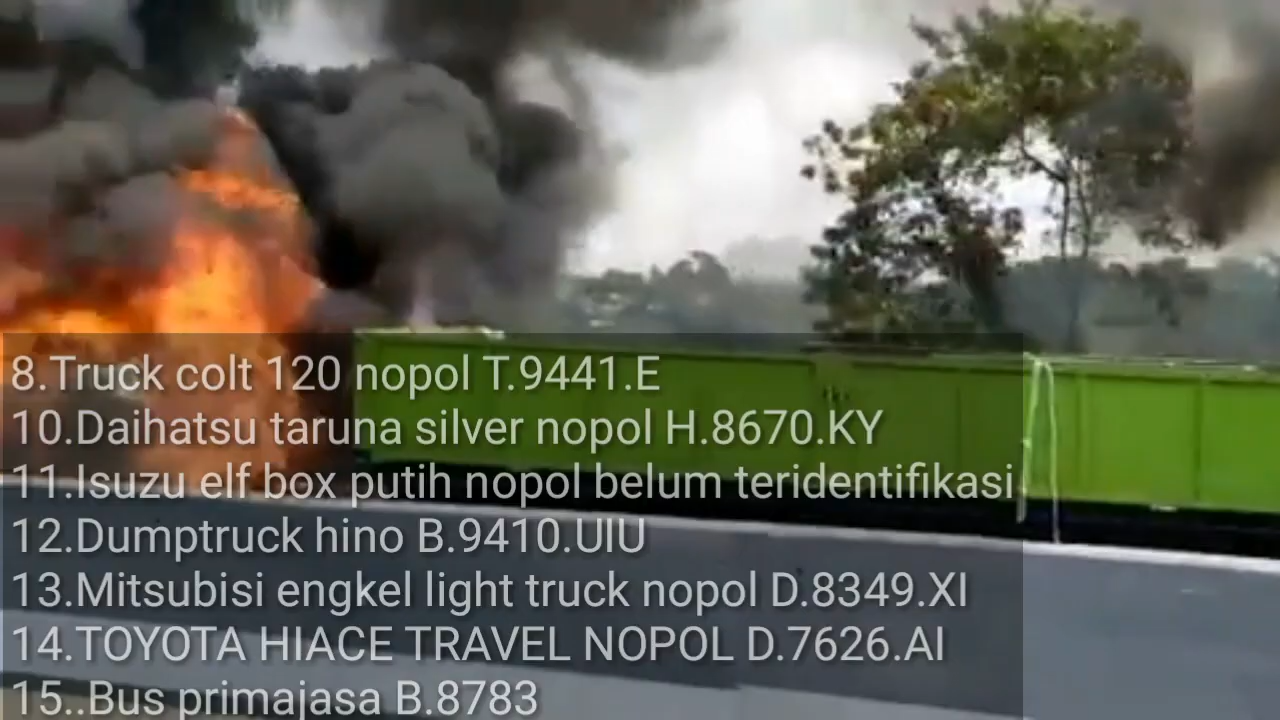 8.Truck colt 120 nopol T.9441.E
10.Daihatsu taruna silver nopol H.8670.KY
11.Isuzu elf box putih nopol belum teridentifikasi
12.Dumptruck hino B.9410.UIU
13.Mitsubisi engkel light truck nopol D.8349.XI
14.TOYOTA HIACE TRAVEL NOPOL D.7626.AI
15..Bus primajasa B.8783